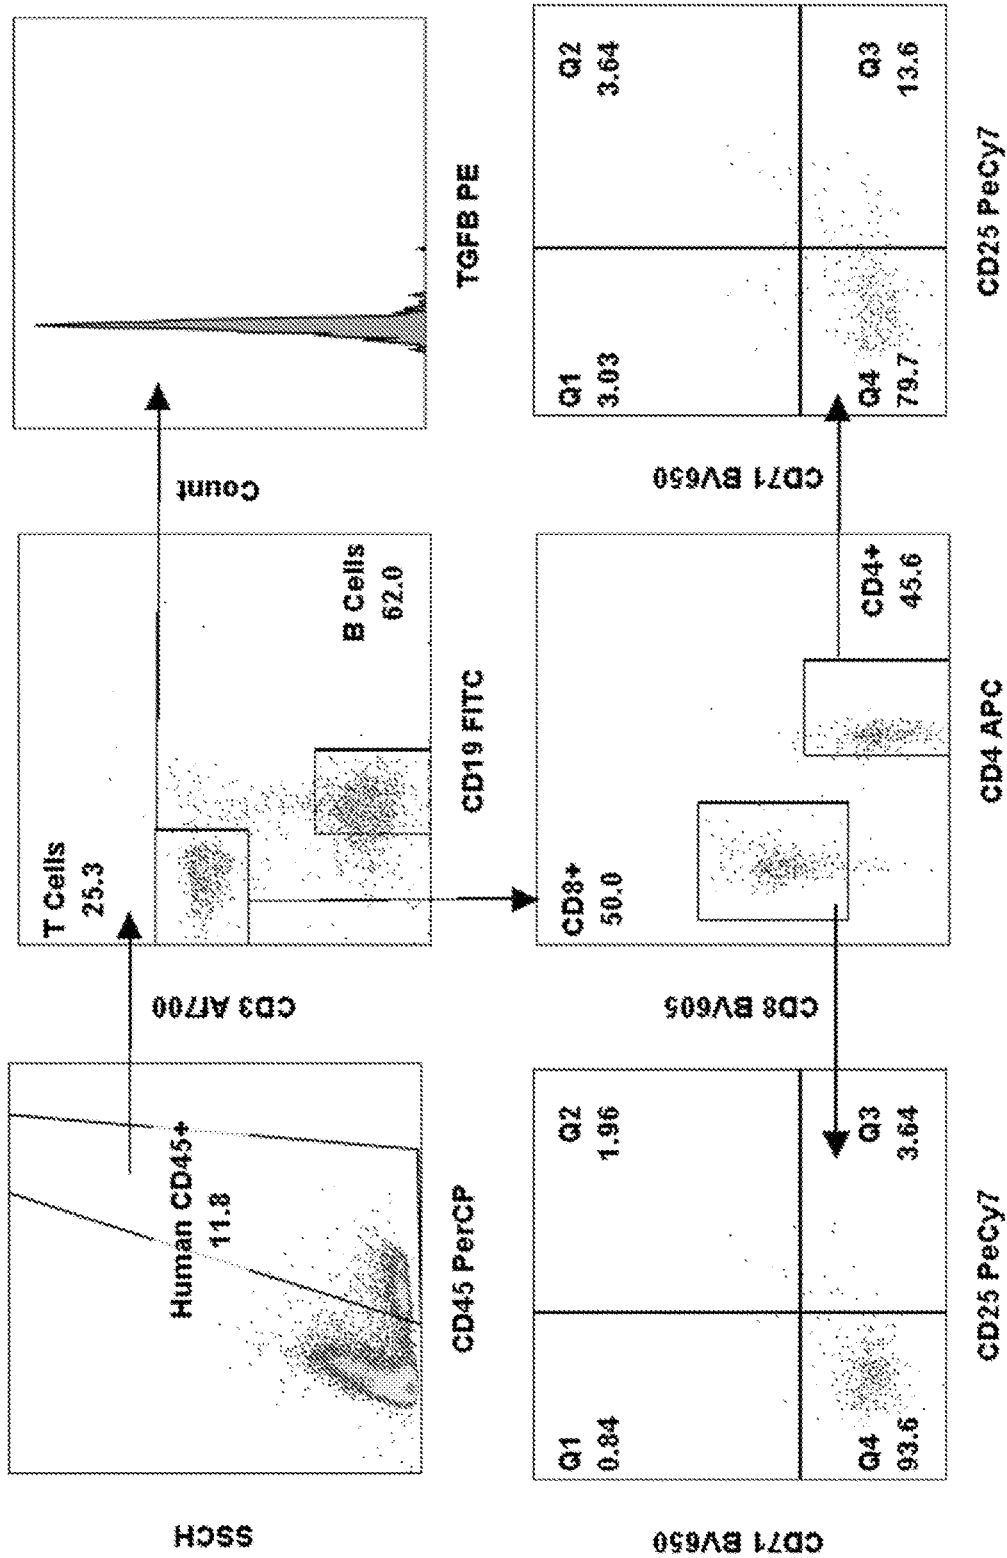 SSCH
Human CD45+
11.8
CD45 PerCP
CD3 Af700
T Cells
25.3
B Cells
62.0
CD19 FITC
Count
TGFB PE
CD71 BV650
Q1
0.84
Q2
1.96
Q4
93.6
Q3
3.64
CD25 PeCy7
CD8 BV605
CD8+
50.0
CD4+
45.6
CD4 APC
CD71 BV650
Q1
3.03
Q2
3.64
Q4
79.7
Q3
13.6
CD25 PeCy7